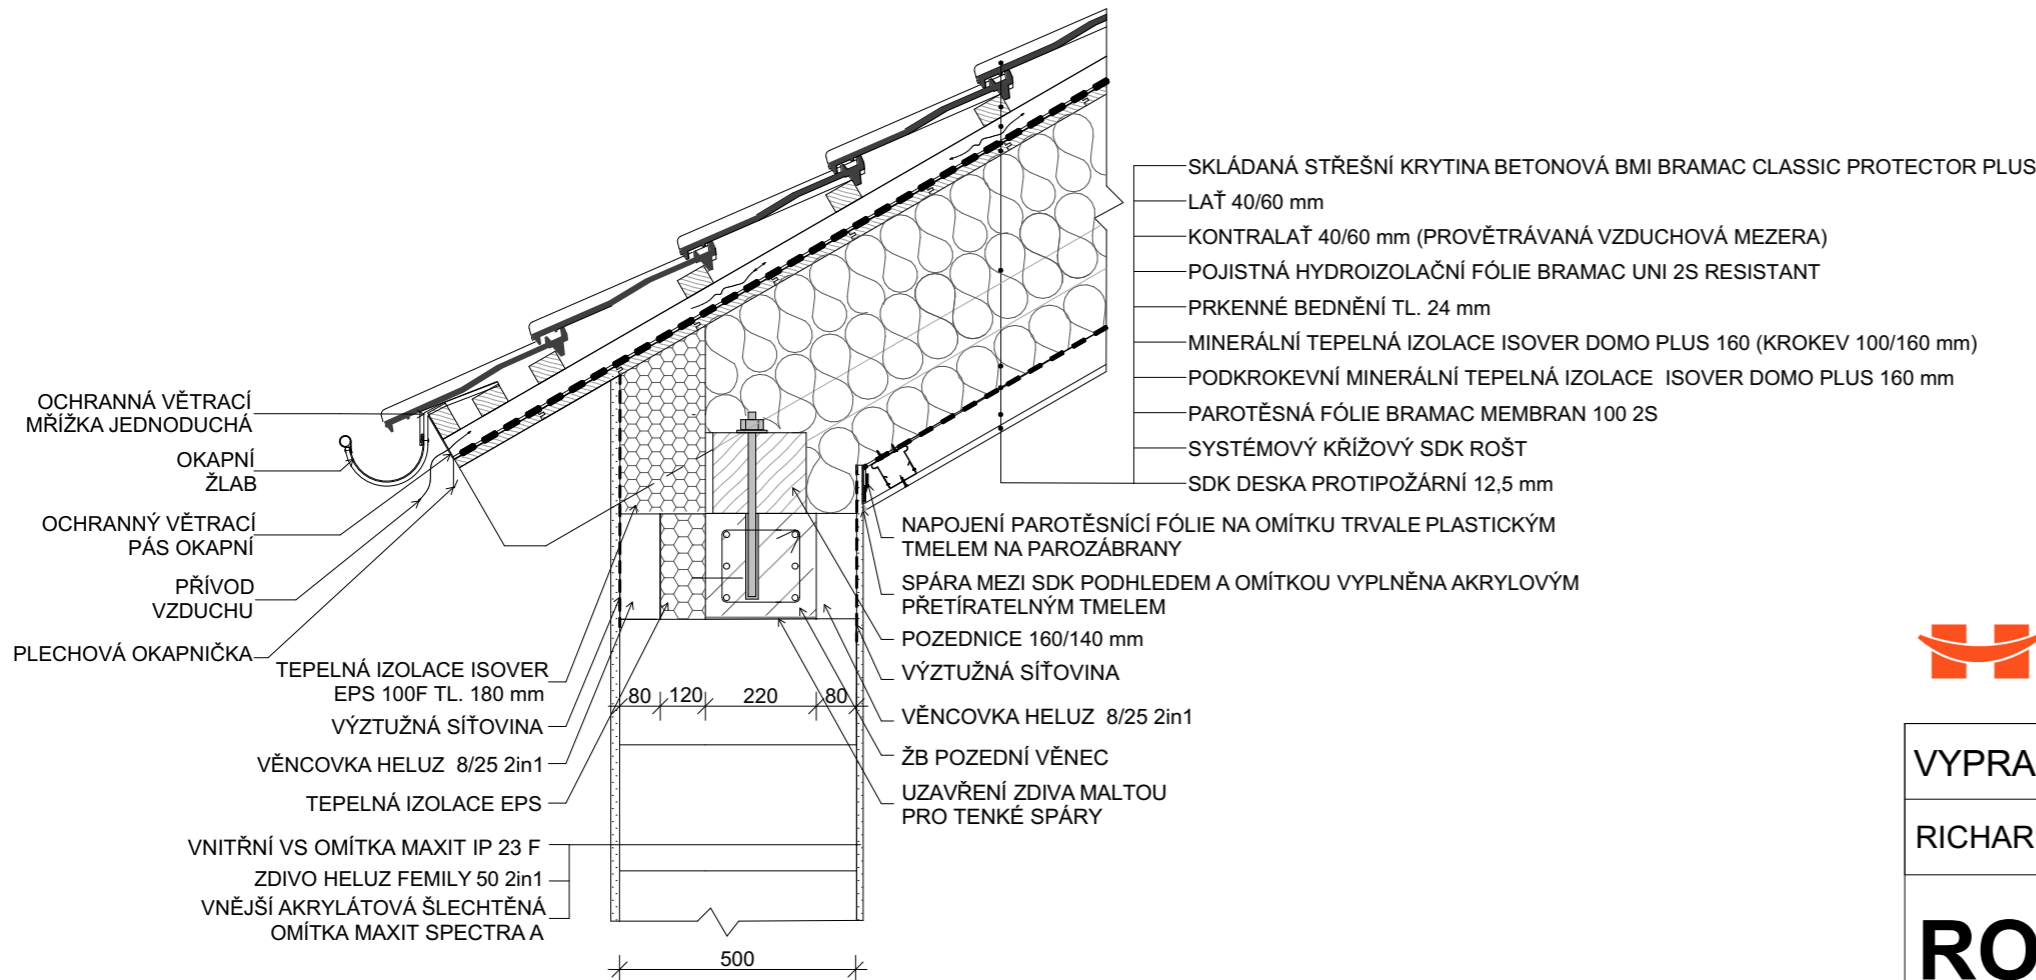 SKLÁDANÁ STŘEŠNÍ KRYTINA BETONOVÁ BMI BRAMAC CLASSIC PROTECTOR PLUS
LAŤ 40/60 mm
KONTRALAŤ 40/60 mm (PROVĚTRÁVANÁ VZDUCHOVÁ MEZERA)
POJISTNÁ HYDROIZOLAČNÍ FÓLIE BRAMAC UNI 2S RESISTANT
PRKENNÉ BEDNĚNÍ TL. 24 mm
MINERÁLNÍ TEPELNÁ IZOLACE ISOVER DOMO PLUS 160 (KROKEV 100/160 mm)
PODKROKEVNÍ MINERÁLNÍ TEPELNÁ IZOLACE ISOVER DOMO PLUS 160 mm
PAROTĚSNÁ FÓLIE BRAMAC MEMBRAN 100 2S
SYSTÉMOVÝ KŘÍŽOVÝ SDK ROŠT
SDK DESKA PROTIPOŽÁRNÍ 12,5 mm
NAPOJENÍ PAROTĚSNÍCÍ FÓLIE NA OMÍTKU TRVALE PLASTICKÝM
TMELEM NA PAROZÁBRANY
SPÁRA MEZI SDK PODHLEDEM A OMÍTKOU VYPLNĚNA AKRYLOVÝM
PŘETÍRATELNÝM TMELEM
POZEDNICE 160/140 mm
VÝZTUŽNÁ SÍŤOVINA
VĚNCOVKA HELUZ 8/25 2in1
ŽB POZEDNÍ VĚNEC
UZAVŘENÍ ZDIVA MALTOU
PRO TENKÉ SPÁRY
OCHRANNÁ VĚTRACÍ
MŘÍŽKA JEDNODUCHÁ
OKAPNÍ
ŽLAB
OCHRANNÝ VĚTRACÍ
PÁS OKAPNÍ
PŘÍVOD
VZDUCHU
PLECHOVÁ OKAPNIČKA
TEPELNÁ IZOLACE ISOVER
EPS 100F TL. 180 mm
VÝZTUŽNÁ SÍŤOVINA
VĚNCOVKA HELUZ 8/25 2in1
TEPELNÁ IZOLACE EPS
VNITŘNÍ VS OMÍTKA MAXIT IP 23 F
ZDIVO HELUZ FEMILY 50 2in1
VNĚJŠÍ AKRYLÁTOVÁ ŠLECHTĚNÁ
OMÍTKA MAXIT SPECTRA A
80 120 220 80
500
VYPRA
RICHAR
RO